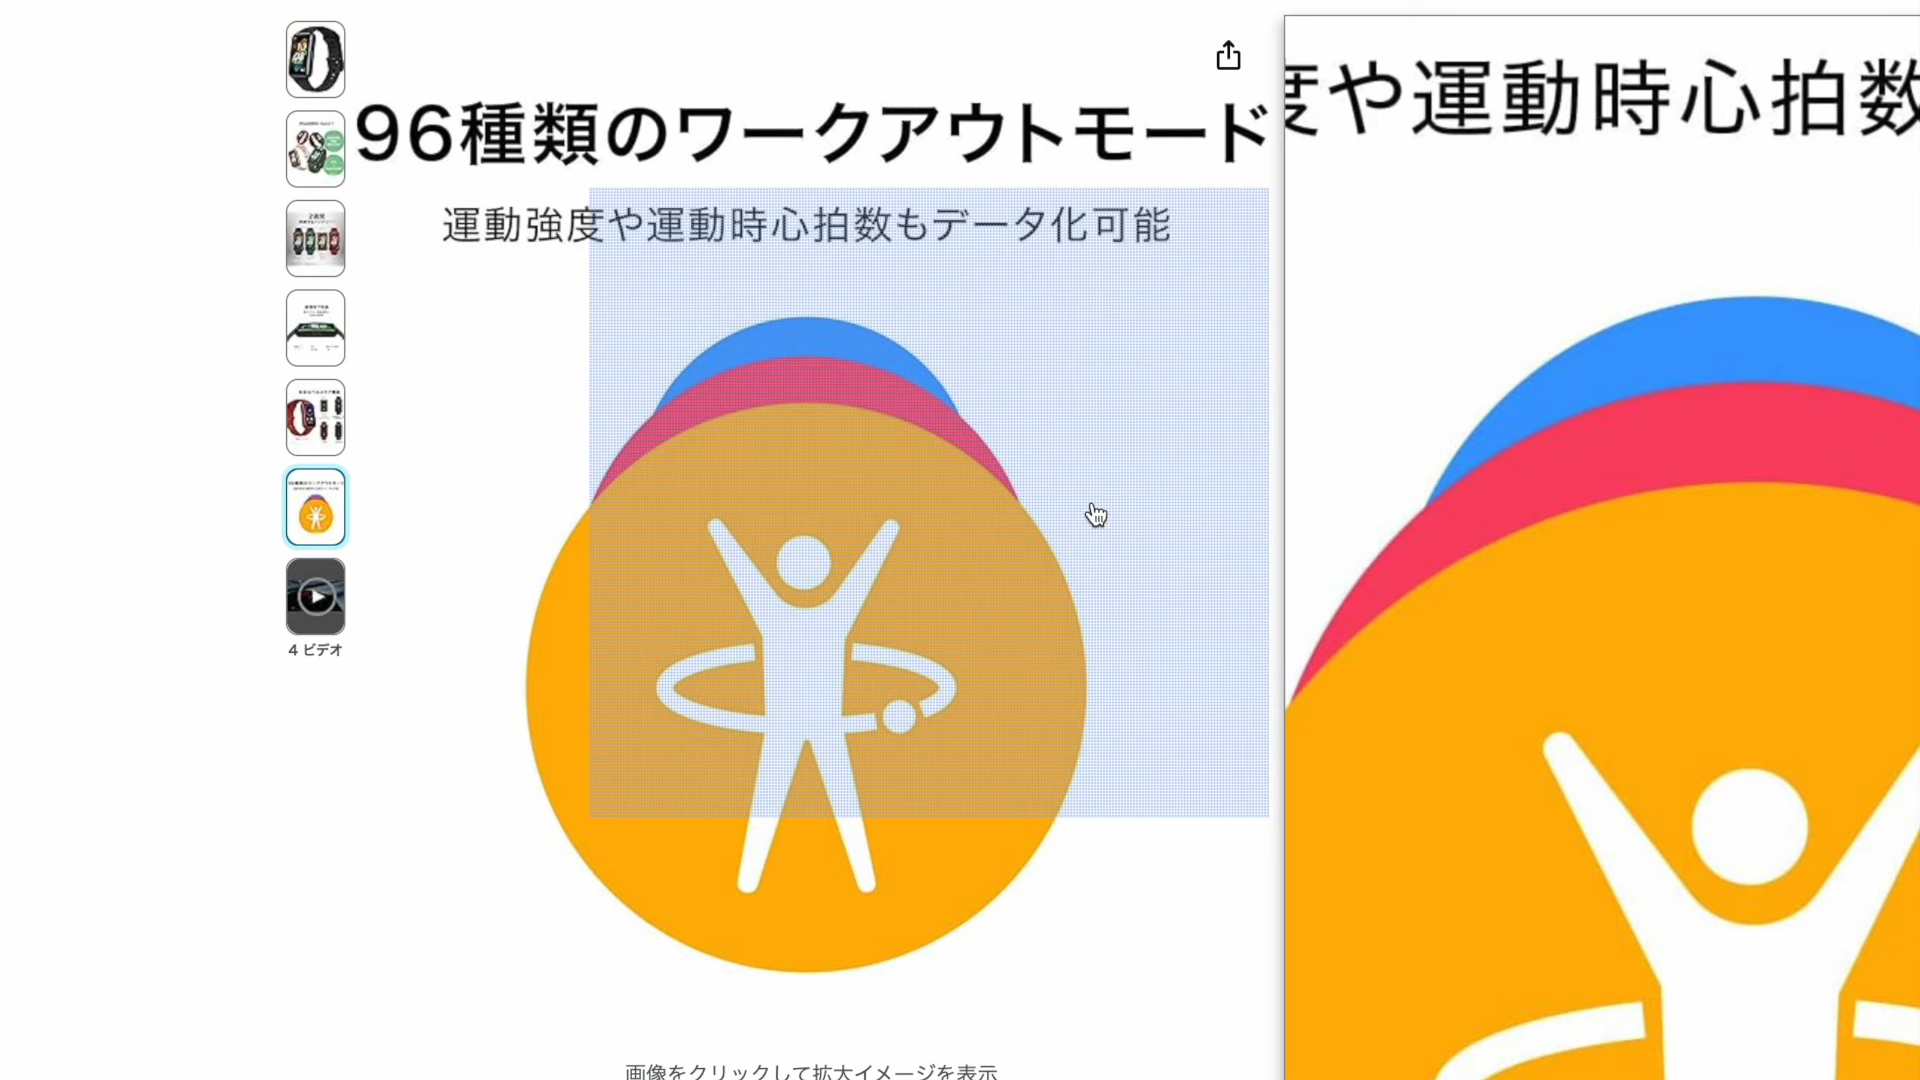 96種類のワークアウトモード
運動強度や運動時心拍数もデータ化可能
度や運動時心拍数
4 ビデオ
画像をクリックして拡大イメージを表示